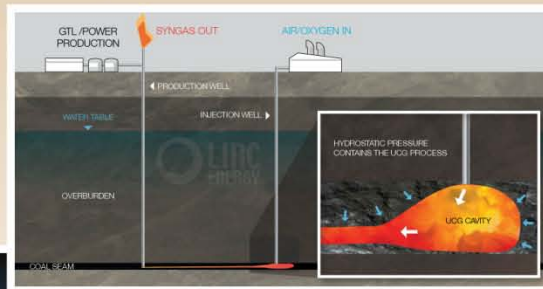 GTL /POWER
PRODUCTION
SYNGAS OUT
AIR/OXYGEN IN
PRODUCTION WELL
INJECTION WELL
WATER TABLE
LINC
ENERGY
OVERBURDEN
COAL SEAM
HYDROSTATIC PRESSURE
CONTAINS THE UCG PROCESS
UCG CAVITY